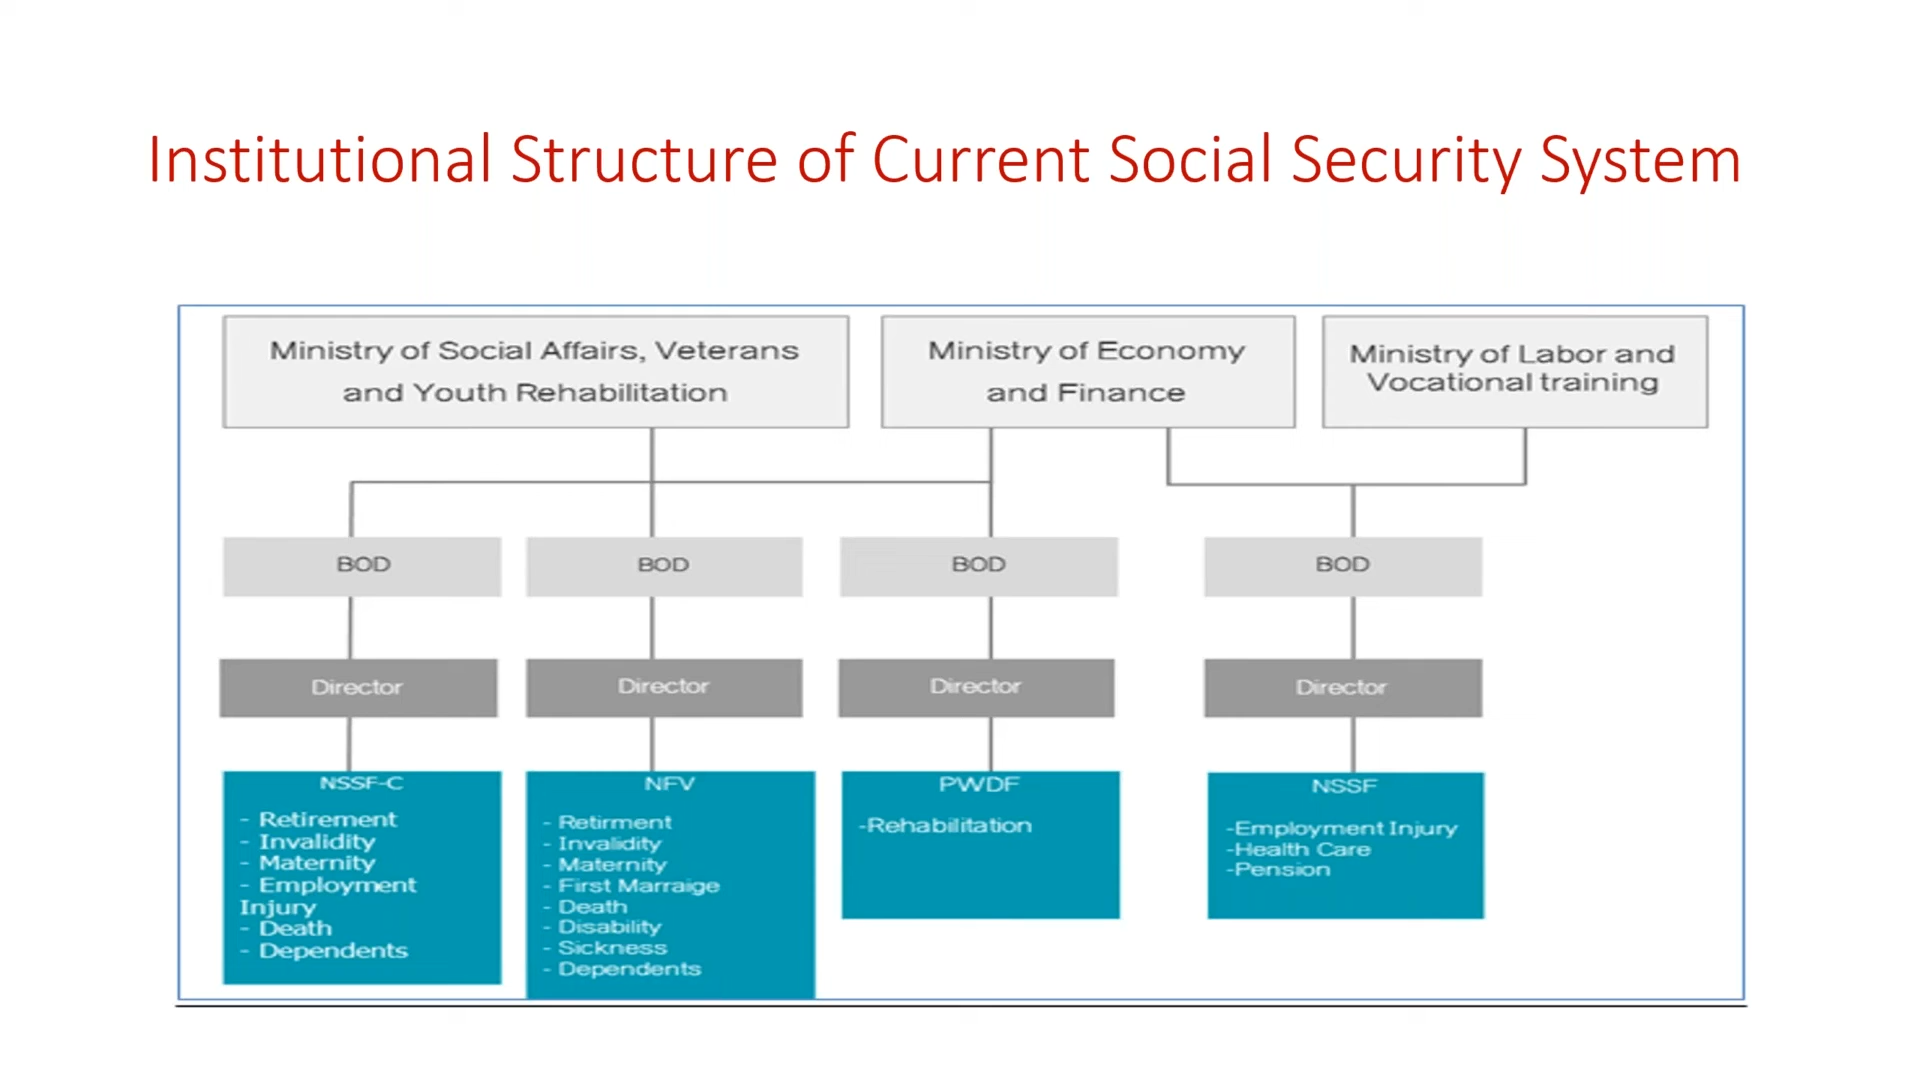 Institutional Structure of Current Social Security System
Ministry of Social Affairs, Veterans
and Youth Rehabilitation
Ministry of Economy
and Finance
Ministry of Labor and
Vocational training
BOD
BOD
BOD
BOD
Director
Director
Director
Director
NSSF-C
- Retirement
- Invalidity
- Maternity
- Employment
Injury
- Death
- Dependents
NFV
- Retirment
- Invalidity
- Maternity
- First Marraige
- Death
- Disability
- Sickness
- Dependents
PWDF
-Rehabilitation
NSSF
-Employment Injury
-Health Care
-Pension